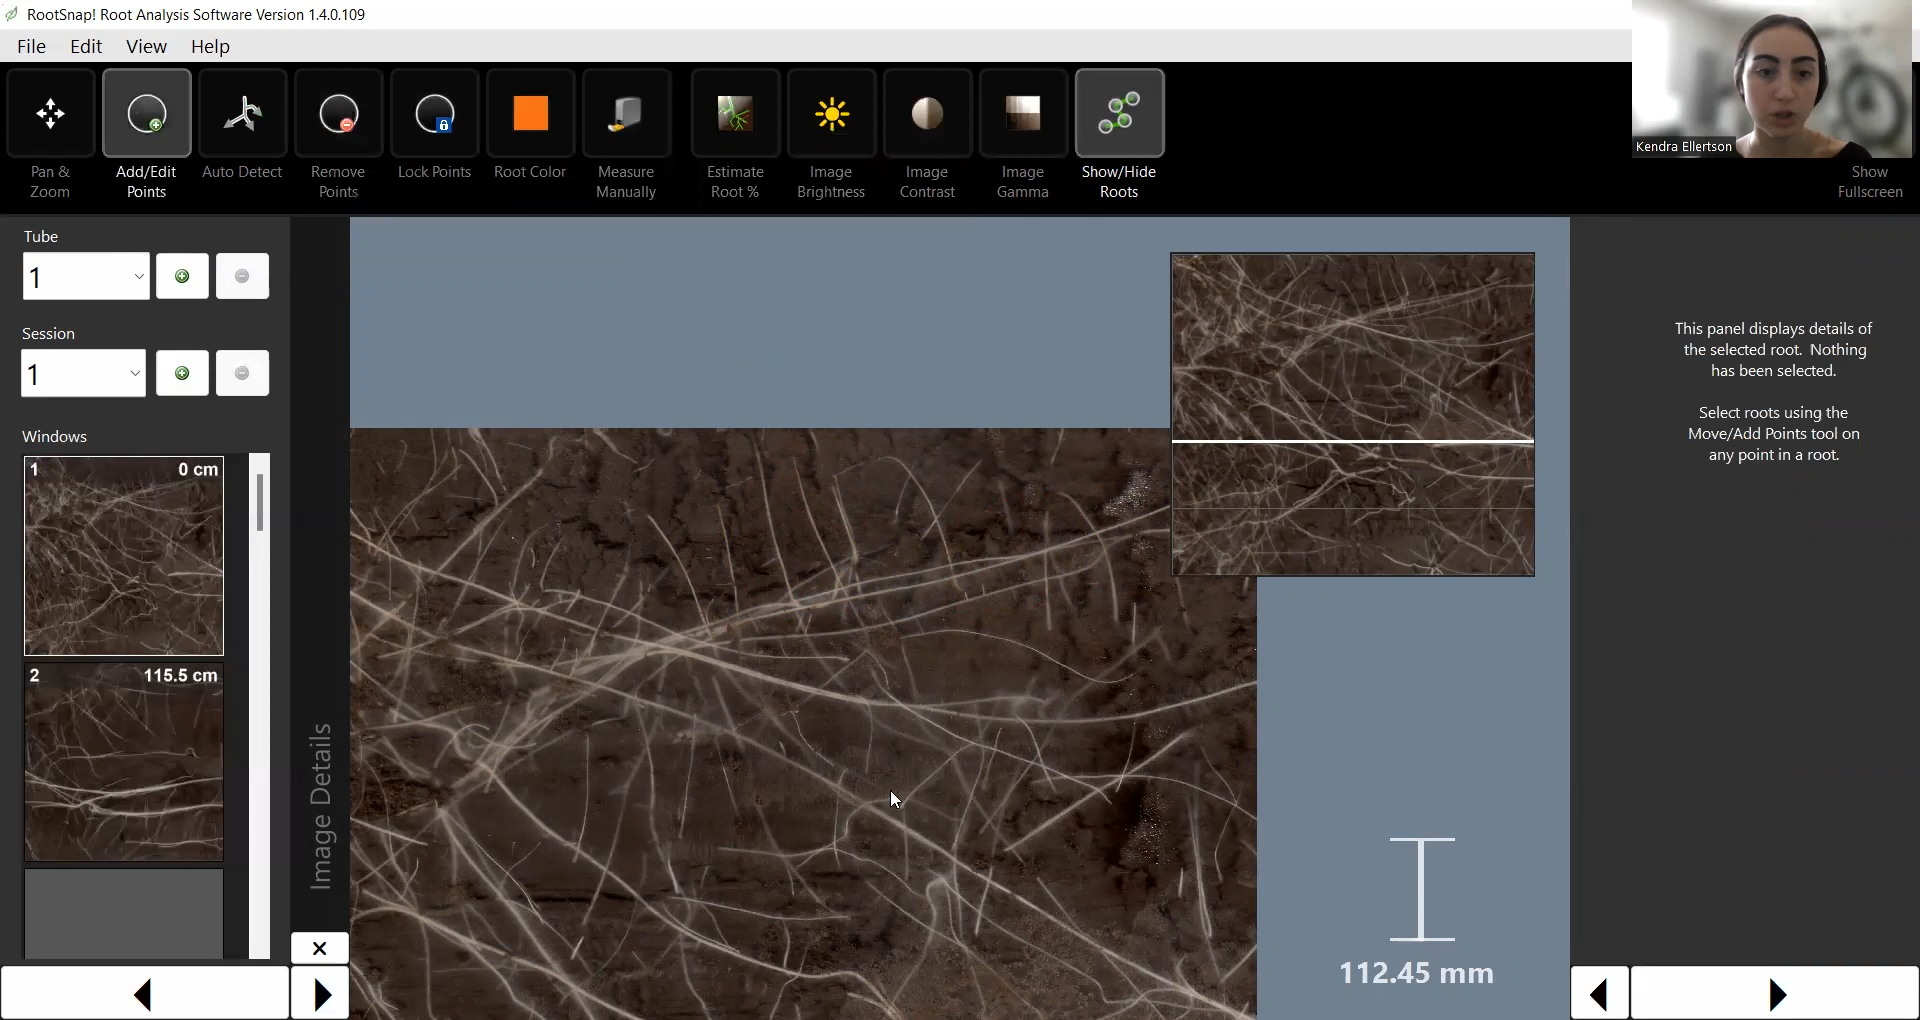 RootSnap! Root Analysis Software Version 1.4.0.109
File Edit View Help
Pan &
Zoom
Add/Edit
Points
Auto Detect
Remove
Points
Lock Points
Root Color
Measure
Manually
Estimate
Root %
Image
Brightness
Image
Contrast
Image
Gamma
Show/Hide
Roots
Kendra Ellertson
Show
Fullscreen
Tube
1
Session
1
Windows
1 0 cm
2 115.5 cm
Image Details
This panel displays details of
the selected root. Nothing
has been selected.
Select roots using the
Move/Add Points tool on
any point in a root.
112.45 mm